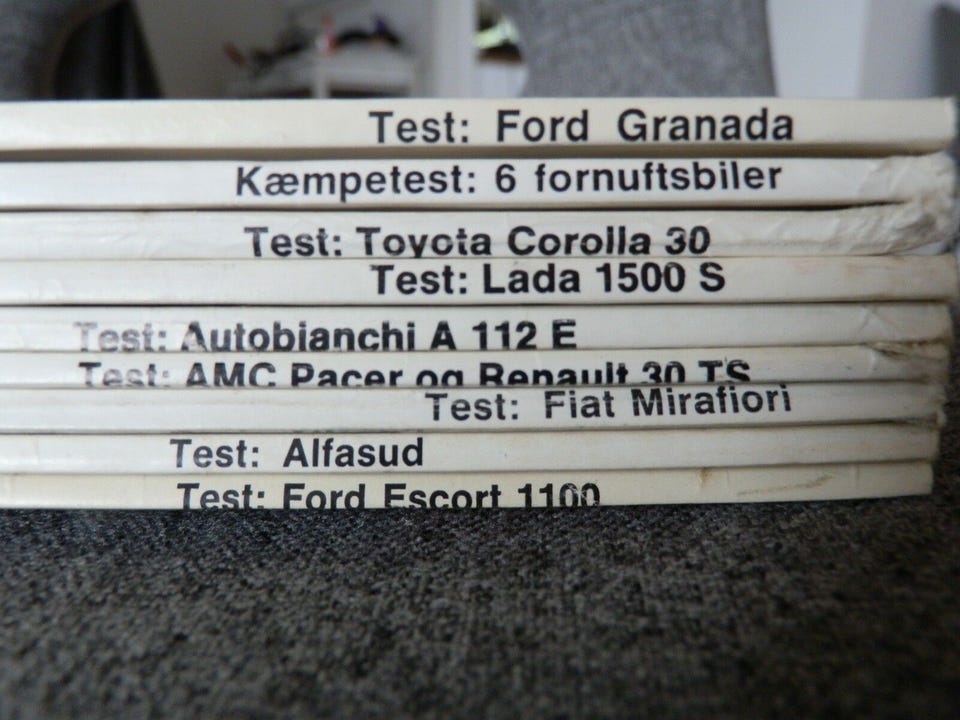 Test: Ford Granada
Kæmpetest: 6 fornuftsbiler
Test: Toyota Corolla 30
Test: Lada 1500 S
Test: Autobianchi A 112 E
Test: AMC Pacer og Renault 30 TS
Test: Fiat Mirafiori
Test: Alfasud
Test: Ford Escort 1100